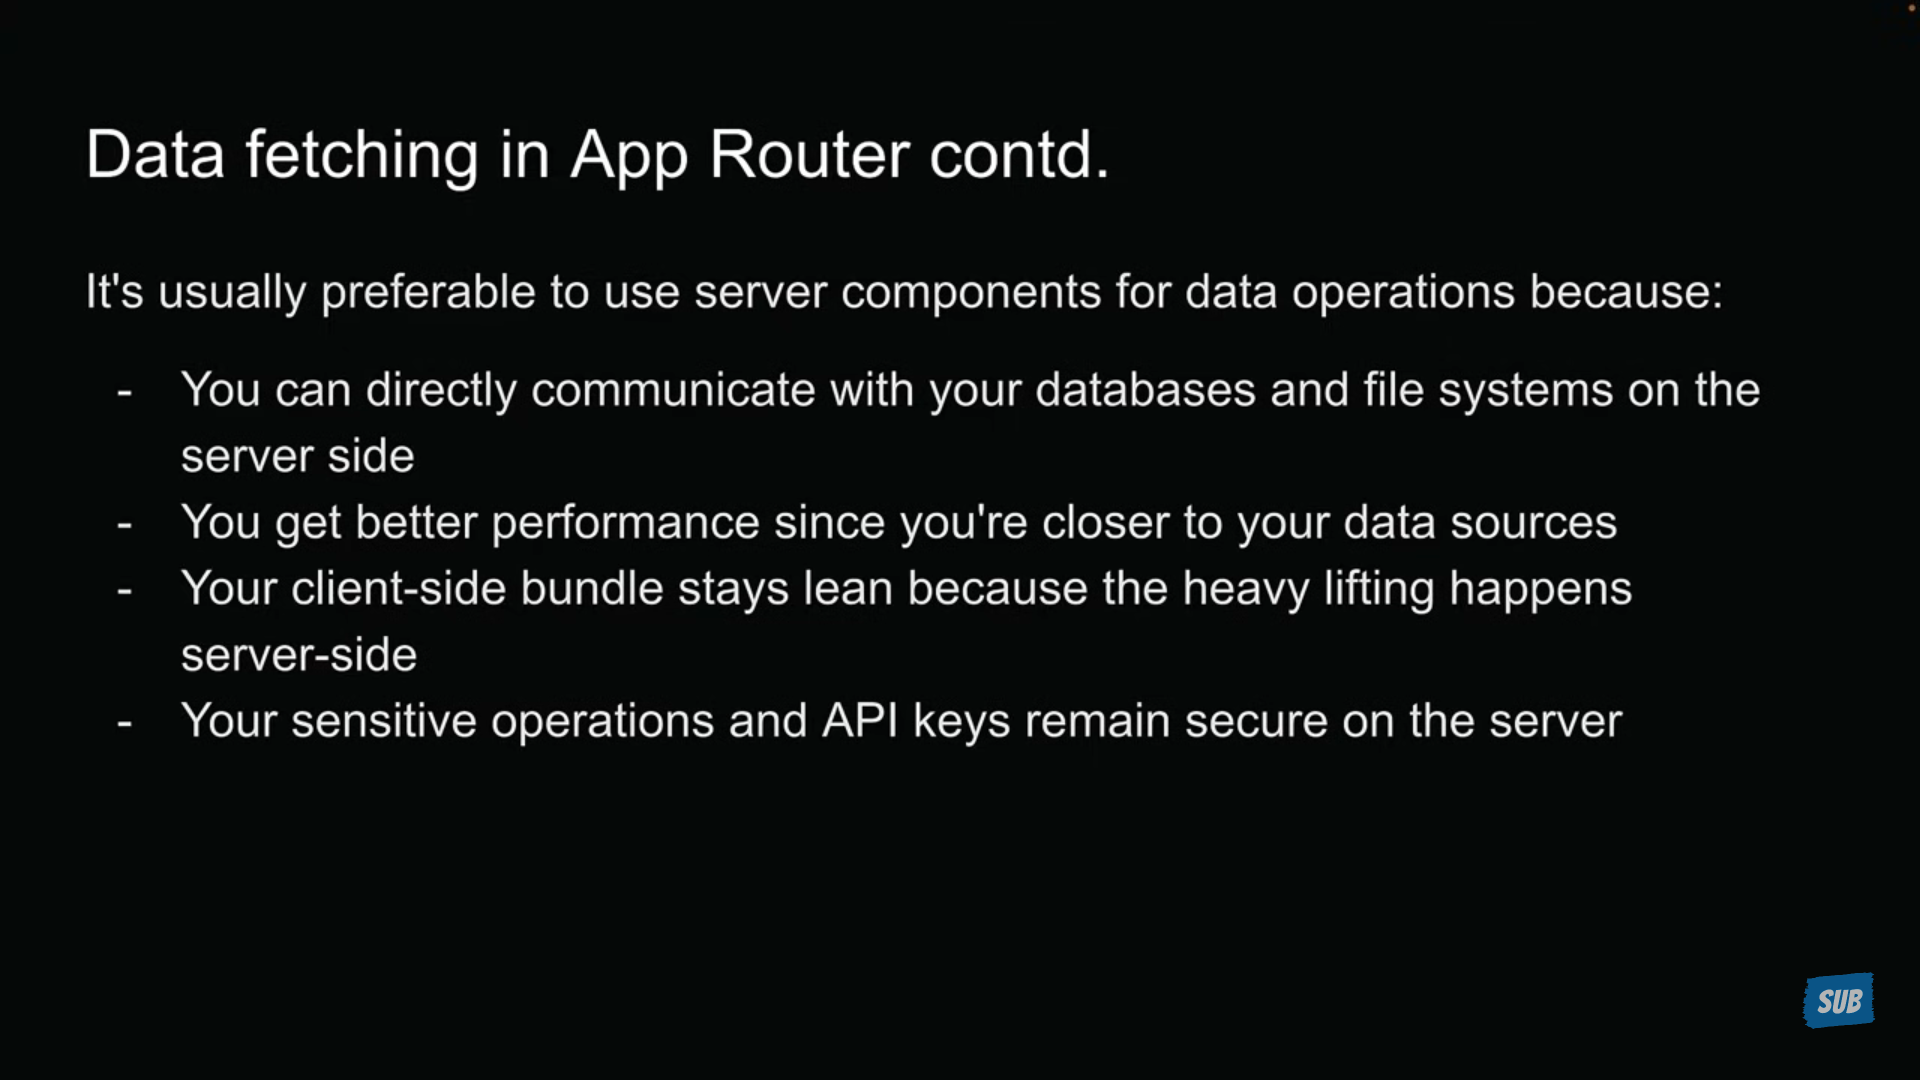 Data fetching in App Router contd.
It's usually preferable to use server components for data operations because:
- You can directly communicate with your databases and file systems on the
server side
- You get better performance since you're closer to your data sources
- Your client-side bundle stays lean because the heavy lifting happens
server-side
- Your sensitive operations and API keys remain secure on the server
SUB